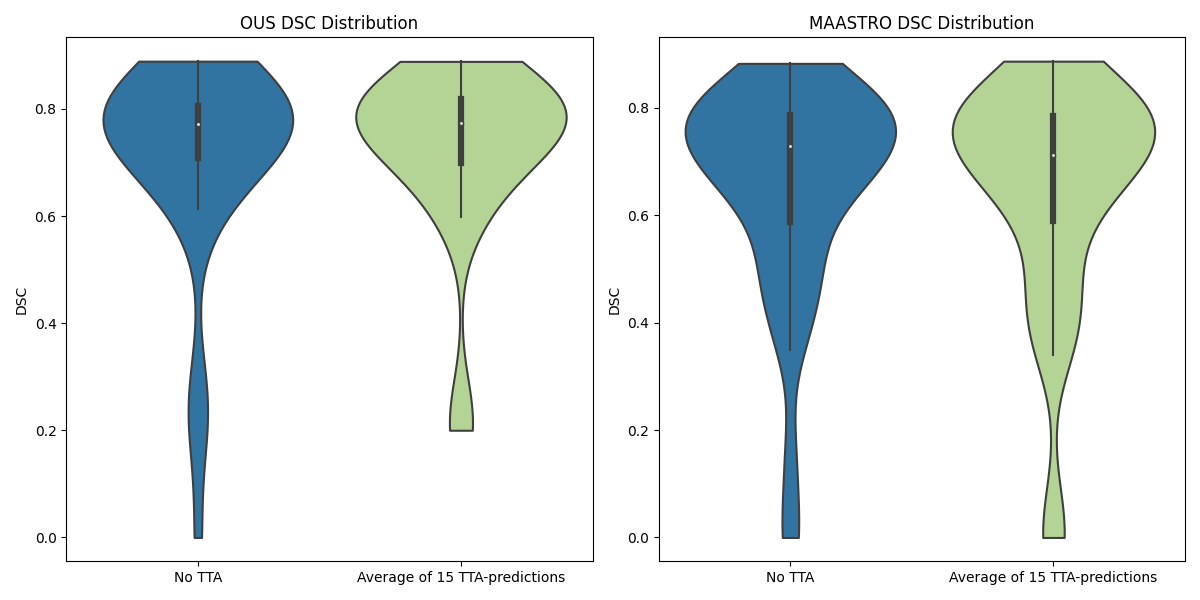 OUS DSC Distribution
DSC
0.8
0.6
0.4
0.2
0.0
No TTA
Average of 15 TTA-predictions
MAASTRO DSC Distribution
DSC
0.8
0.6
0.4
0.2
0.0
No TTA
Average of 15 TTA-predictions